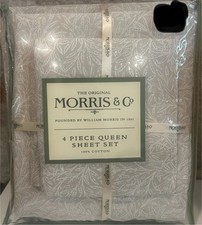 THE ORIGINAL
MORRIS & Co
FOUNDED BY WILLIAM MORRIS IN 1861
4 PIECE QUEEN
SHEET SET
100% COTTON